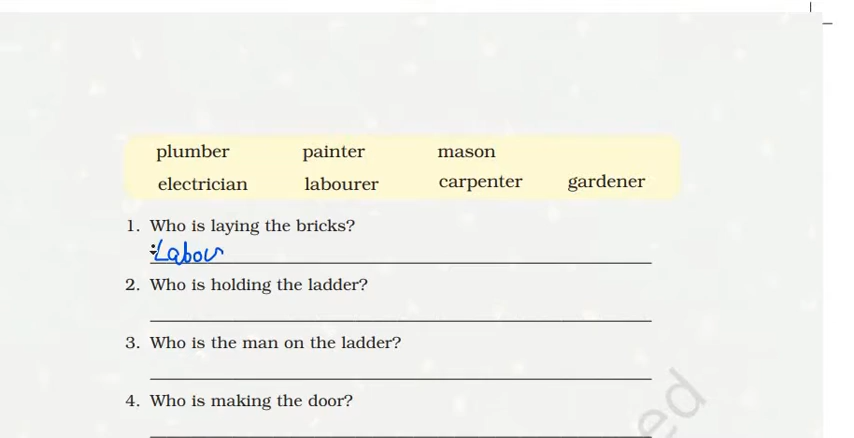 plumber painter mason
electrician labourer carpenter gardener
1. Who is laying the bricks?
: Labour
2. Who is holding the ladder?
3. Who is the man on the ladder?
4. Who is making the door?
ed